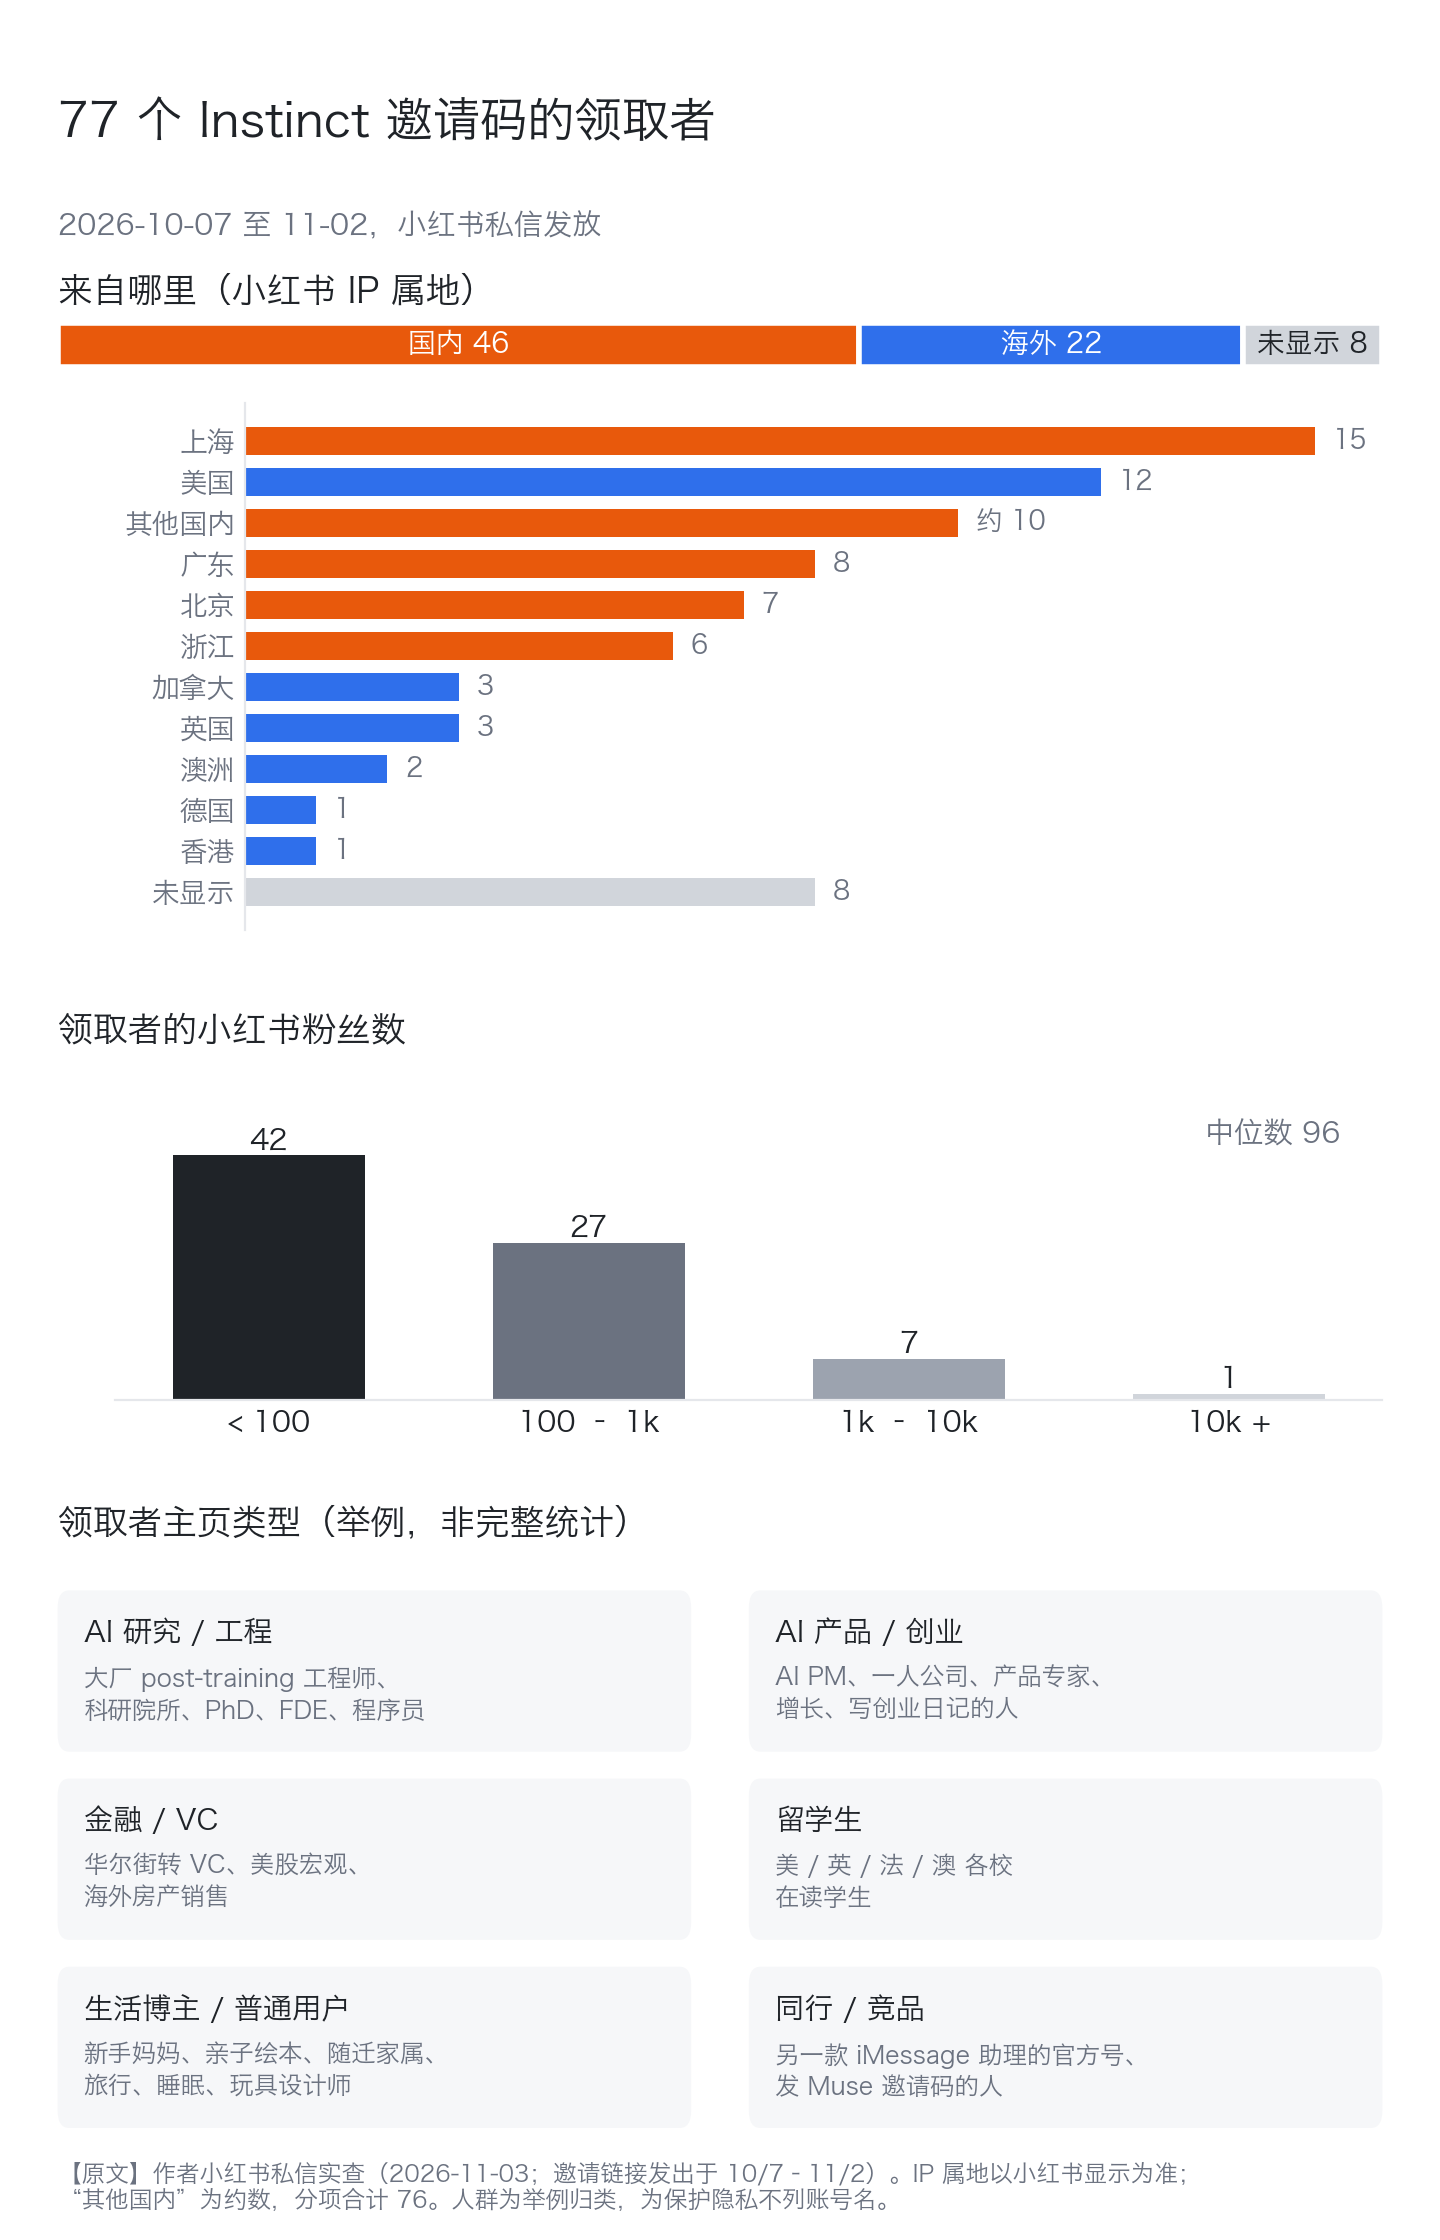 77 个 Instinct 邀请码的领取者
2026-10-07 至 11-02，小红书私信发放
来自哪里（小红书 IP 属地）
国内 46
海外 22
未显示 8
上海 15
美国 12
其他国内 约 10
广东 8
北京 7
浙江 6
加拿大 3
英国 3
澳洲 2
德国 1
香港 1
未显示 8
领取者的小红书粉丝数
中位数 96
42
27
7
1
< 100
100 - 1k
1k - 10k
10k +
领取者主页类型（举例，非完整统计）
AI 研究 / 工程
大厂 post-training 工程师、
科研院所、PhD、FDE、程序员
AI 产品 / 创业
AI PM、一人公司、产品专家、
增长、写创业日记的人
金融 / VC
华尔街转 VC、美股宏观、
海外房产销售
留学生
美 / 英 / 法 / 澳 各校
在读学生
生活博主 / 普通用户
新手妈妈、亲子绘本、随迁家属、
旅行、睡眠、玩具设计师
同行 / 竞品
另一款 iMessage 助理的官方号、
发 Muse 邀请码的人
【原文】作者小红书私信实查（2026-11-03；邀请链接发出于 10/7 - 11/2）。IP 属地以小红书显示为准；
“其他国内”为约数，分项合计 76。人群为举例归类，为保护隐私不列账号名。